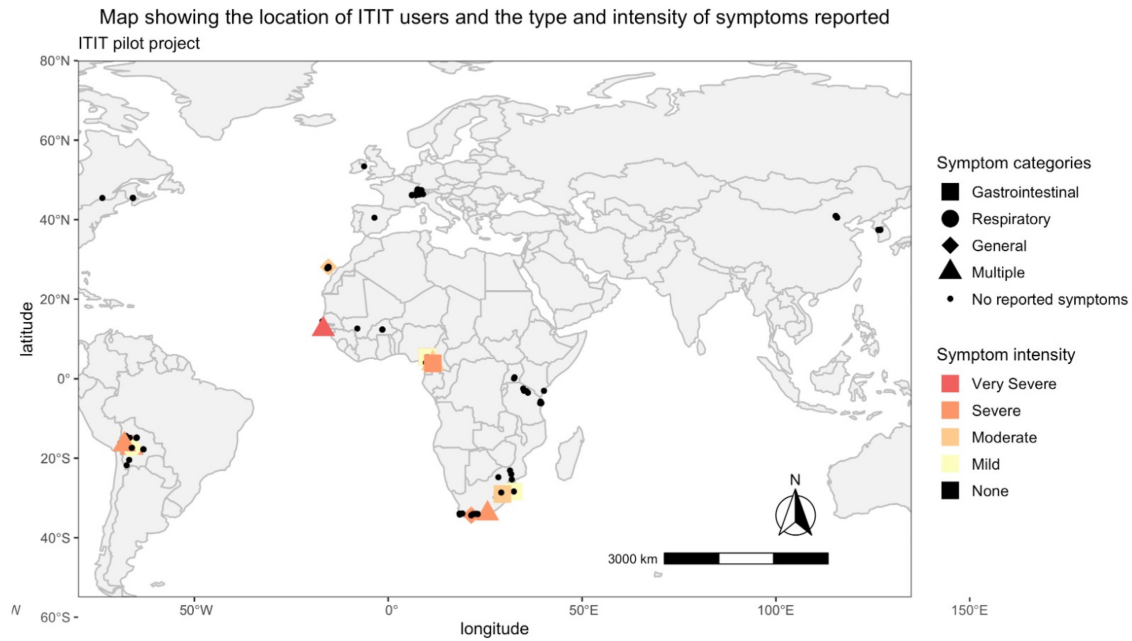 Map showing the location of ITIT users and the type and intensity of symptoms reported
ITIT pilot project
80°N
60°N
40°N
20°N
0°
20°S
40°S
60°S
latitude
N
3000 km
N
50°W
0°
50°E
100°E
150°E
longitude
Symptom categories
Gastrointestinal
Respiratory
General
Multiple
No reported symptoms
Symptom intensity
Very Severe
Severe
Moderate
Mild
None